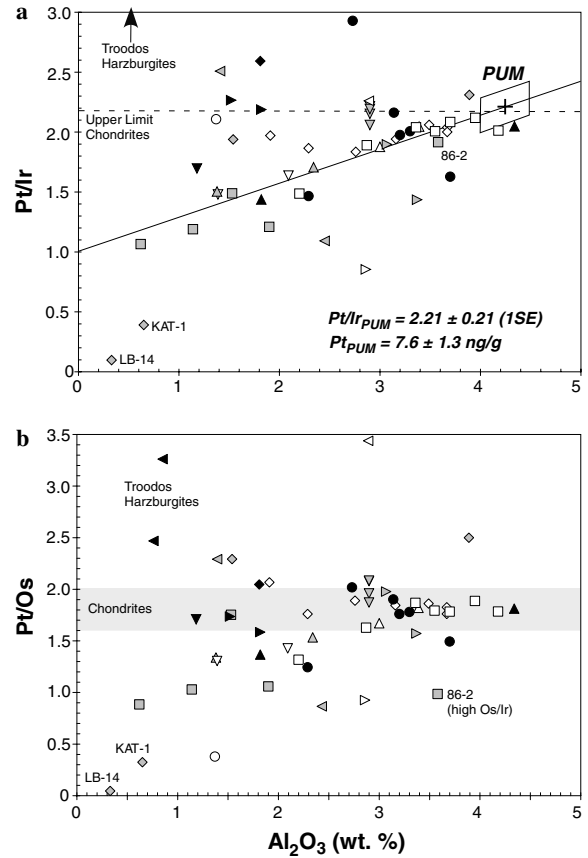 a
3.0
2.5
2.0
1.5
1.0
0.5
0
Pt/Ir
Troodos
Harzburgites
Upper Limit
Chondrites
PUM
86-2
KAT-1
LB-14
Pt/Ir_PUM = 2.21 ± 0.21 (1SE)
Pt_PUM = 7.6 ± 1.3 ng/g
0 1 2 3 4 5
b
3.5
3.0
2.5
2.0
1.5
1.0
0.5
0
Pt/Os
Troodos
Harzburgites
Chondrites
86-2
(high Os/Ir)
KAT-1
LB-14
0 1 2 3 4 5
Al₂O₃ (wt. %)